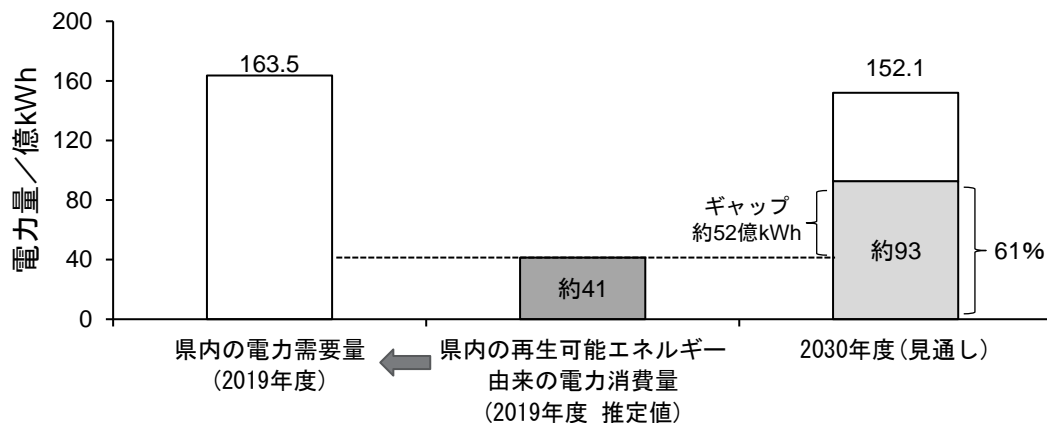 電力量／億kWh
200
160
120
80
40
0
163.5
約41
152.1
約93
ギャップ
約52億kWh
61%
県内の電力需要量
(2019年度)
県内の再生可能エネルギー
由来の電力消費量
(2019年度 推定値)
2030年度(見通し)